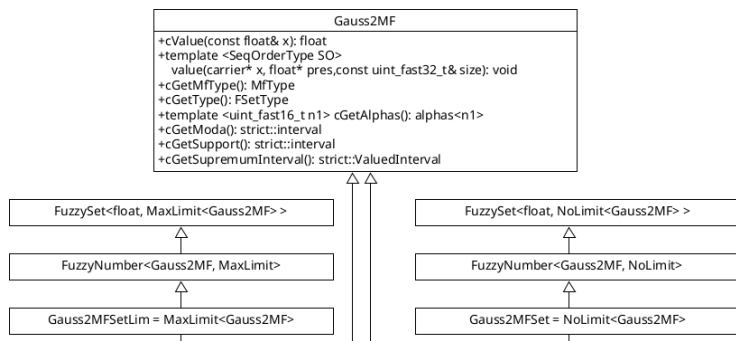 Gauss2MF
+cValue(const float& x): float
+template <SeqOrderType SO>
value(carrier* x, float* pres,const uint_fast32_t& size): void
+cGetMfType(): MfType
+cGetType(): FSetType
+template <uint_fast16_t n1> cGetAlphas(): alphas<n1>
+cGetModa(): strict::interval
+cGetSupport(): strict::interval
+cGetSupremumInterval(): strict::ValuedInterval
FuzzySet<float, MaxLimit<Gauss2MF> >
FuzzyNumber<Gauss2MF, MaxLimit>
Gauss2MFSetLim = MaxLimit<Gauss2MF>
FuzzySet<float, NoLimit<Gauss2MF> >
FuzzyNumber<Gauss2MF, NoLimit>
Gauss2MFSet = NoLimit<Gauss2MF>